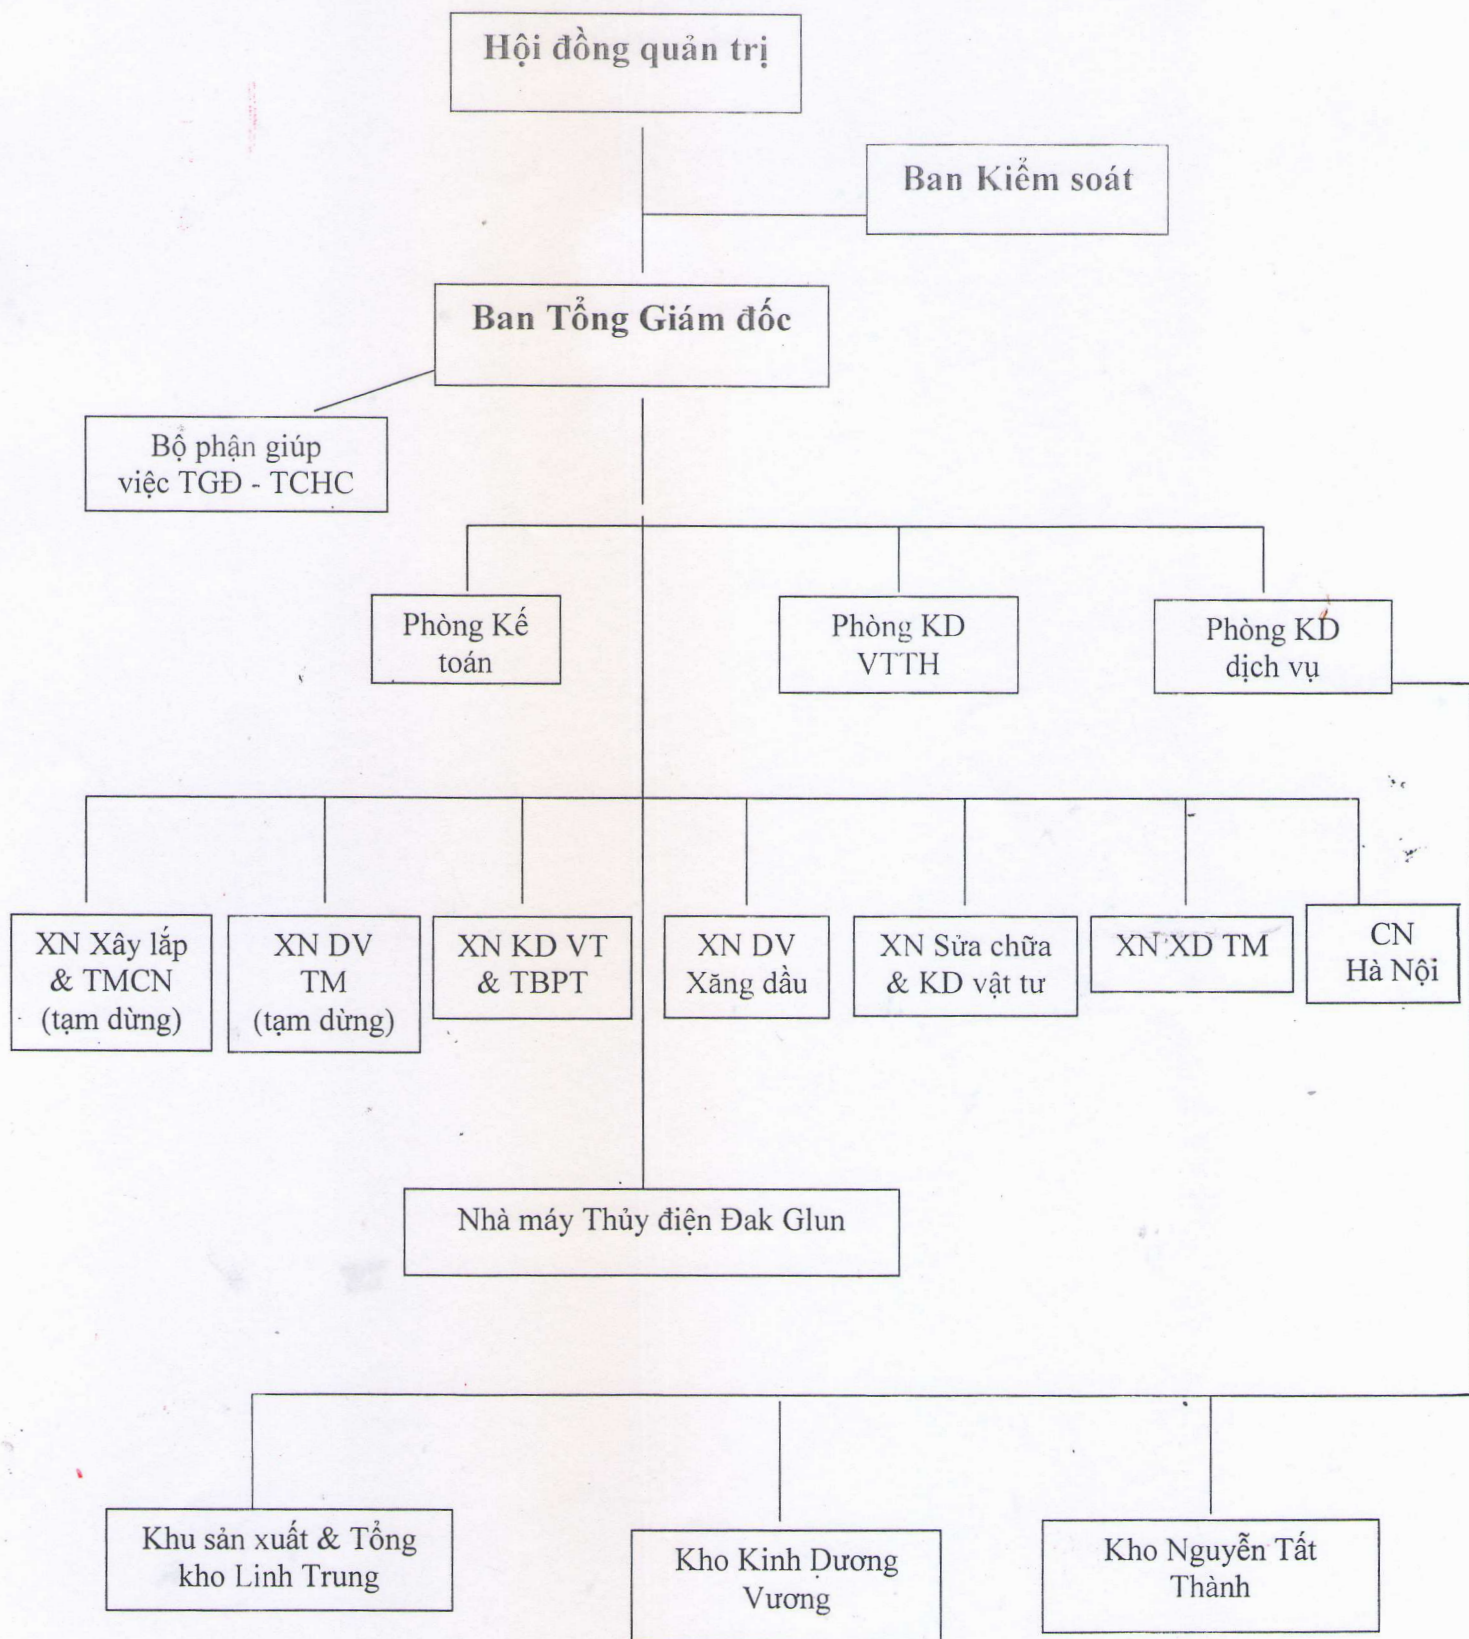 Hội đồng quản trị
Ban Kiểm soát
Ban Tổng Giám đốc
Bộ phận giúp
việc TGĐ - TCHC
Phòng Kế
toán
Phòng KD
VTTH
Phòng KD
dịch vụ
XN Xây lắp
& TMCN
(tạm dừng)
XN DV
TM
(tạm dừng)
XN KD VT
& TBPT
XN DV
Xăng dầu
XN Sửa chữa
& KD vật tư
XN XD TM
CN
Hà Nội
Nhà máy Thủy điện Đak Glun
Khu sản xuất & Tổng
kho Linh Trung
Kho Kinh Dương
Vương
Kho Nguyễn Tất
Thành